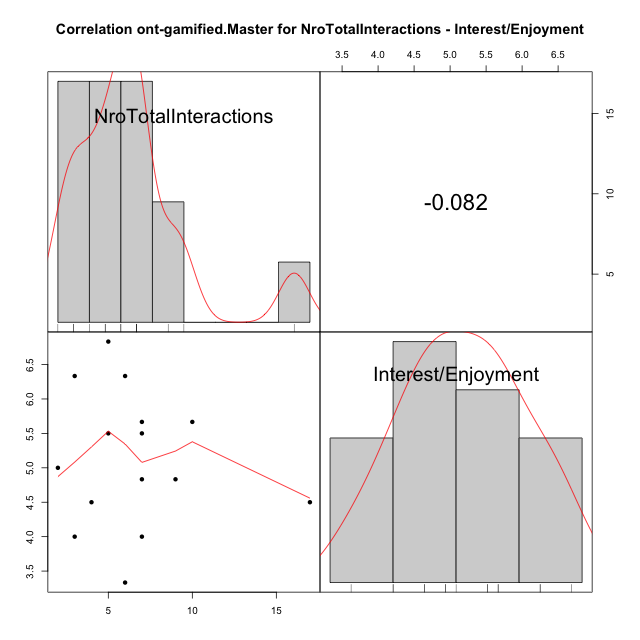 Correlation ont-gamified.Master for NroTotalInteractions - Interest/Enjoyment
3.5 4.0 4.5 5.0 5.5 6.0 6.5
NroTotalInteractions
-0.082
15
10
5
Interest/Enjoyment
6.5
6.0
5.5
5.0
4.5
4.0
3.5
5 10 15